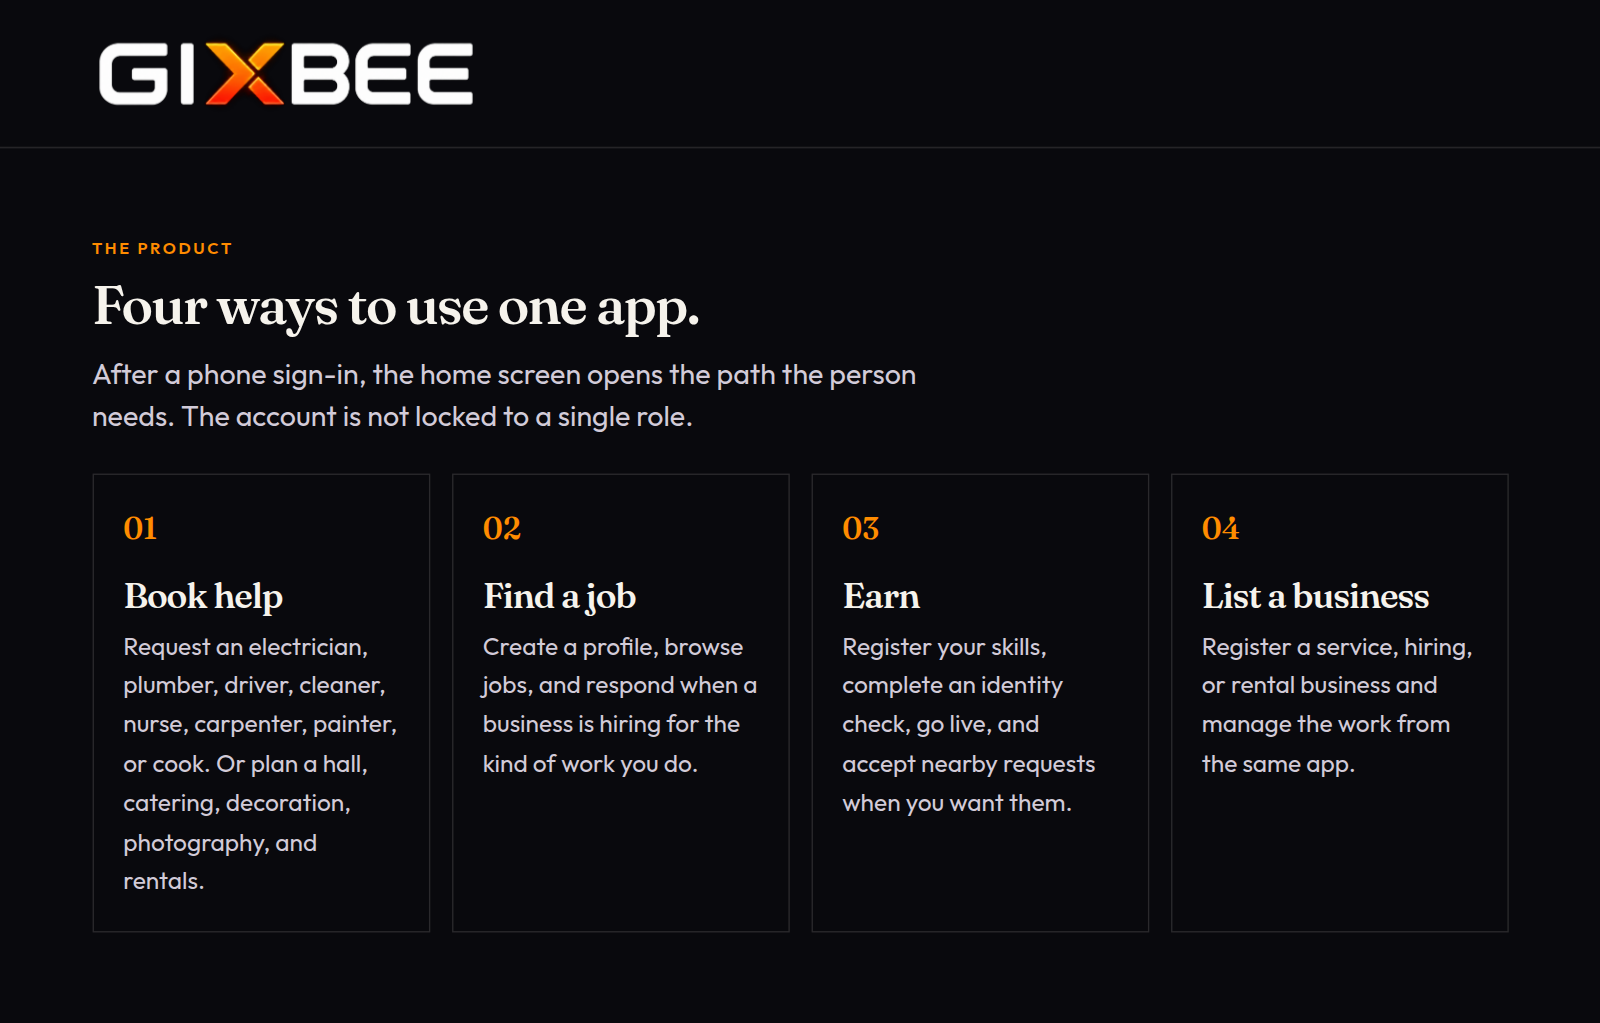 GIXBEE
THE PRODUCT
Four ways to use one app.
After a phone sign-in, the home screen opens the path the person
needs. The account is not locked to a single role.
01
Book help
Request an electrician,
plumber, driver, cleaner,
nurse, carpenter, painter,
or cook. Or plan a hall,
catering, decoration,
photography, and
rentals.
02
Find a job
Create a profile, browse
jobs, and respond when a
business is hiring for the
kind of work you do.
03
Earn
Register your skills,
complete an identity
check, go live, and
accept nearby requests
when you want them.
04
List a business
Register a service, hiring,
or rental business and
manage the work from
the same app.